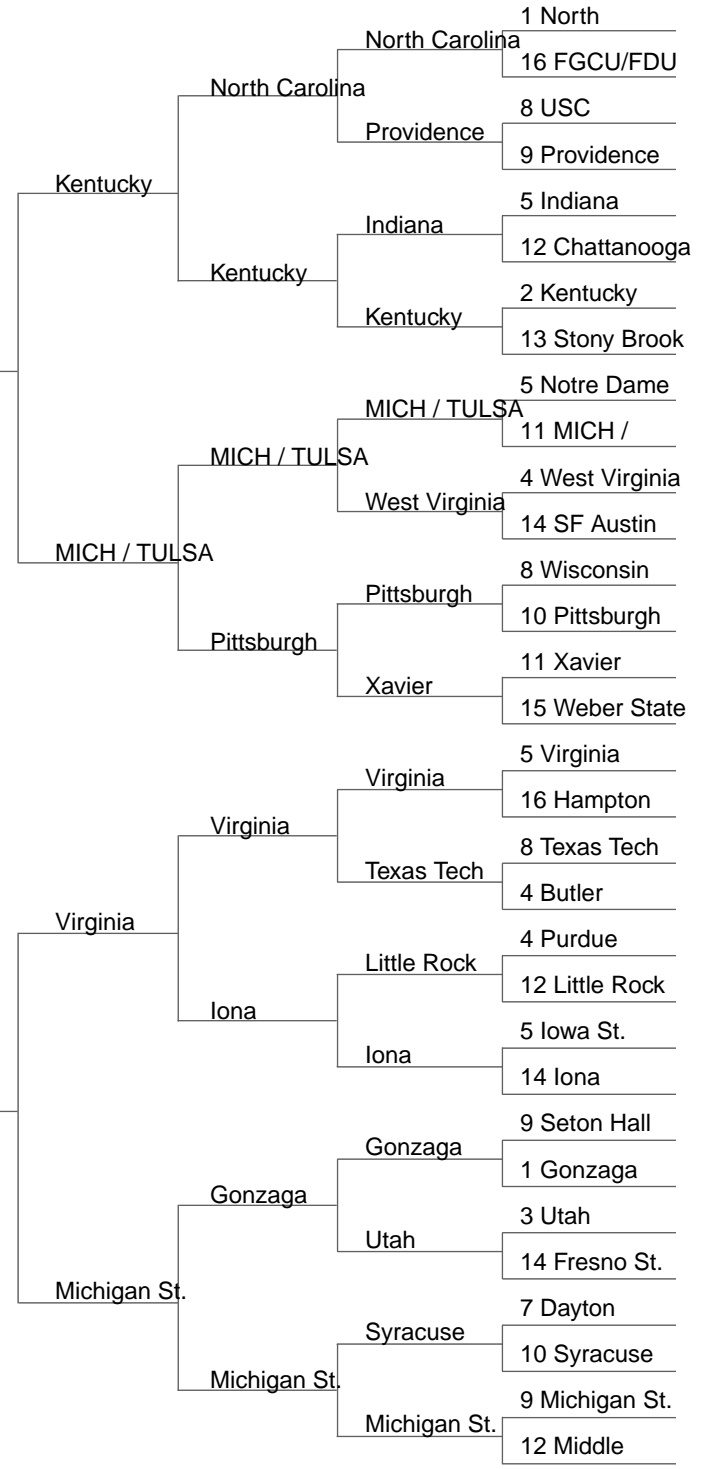 1 North
North Carolina
16 FGCU/FDU
North Carolina
8 USC
Providence
9 Providence
Kentucky
5 Indiana
Indiana
12 Chattanooga
Kentucky
2 Kentucky
Kentucky
13 Stony Brook
5 Notre Dame
MICH / TULSA
11 MICH /
MICH / TULSA
4 West Virginia
West Virginia
14 SF Austin
MICH / TULSA
8 Wisconsin
Pittsburgh
10 Pittsburgh
Pittsburgh
11 Xavier
Xavier
15 Weber State
5 Virginia
Virginia
16 Hampton
Virginia
8 Texas Tech
Texas Tech
4 Butler
Virginia
4 Purdue
Little Rock
12 Little Rock
Iona
5 Iowa St.
Iona
14 Iona
9 Seton Hall
Gonzaga
1 Gonzaga
Gonzaga
3 Utah
Utah
14 Fresno St.
Michigan St.
7 Dayton
Syracuse
10 Syracuse
Michigan St.
9 Michigan St.
Michigan St.
12 Middle